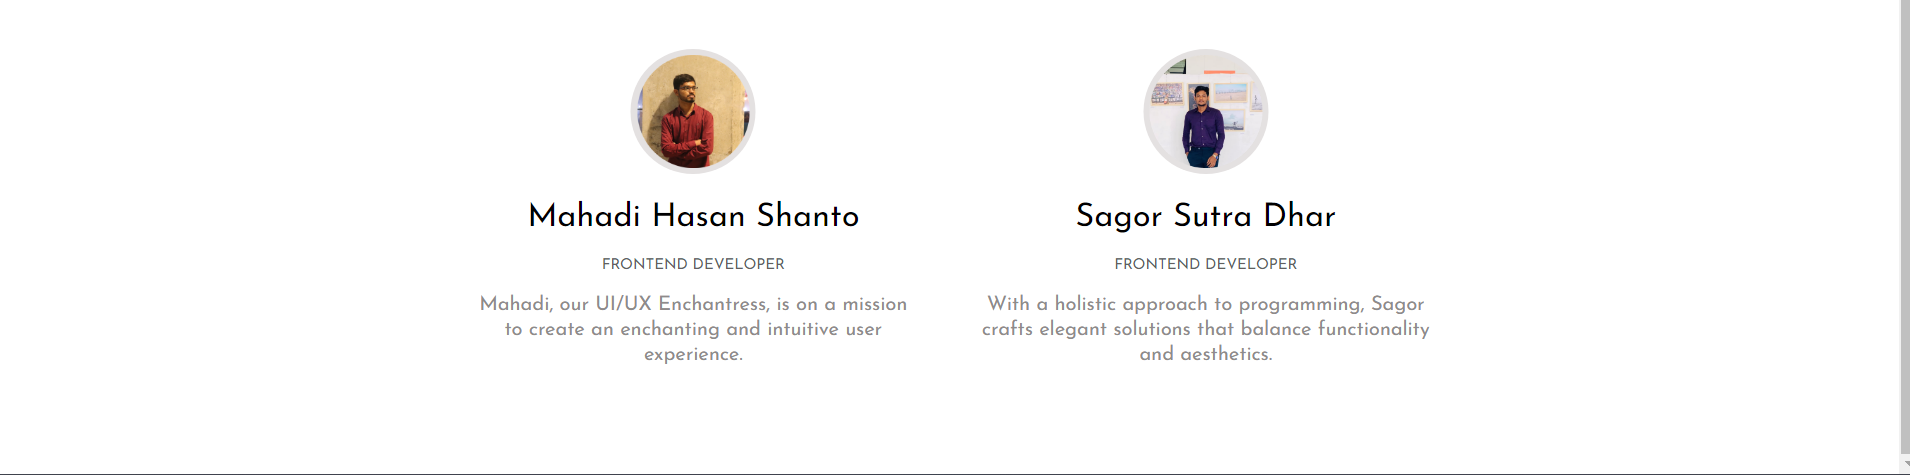 Mahadi Hasan Shanto
FRONTEND DEVELOPER
Mahadi, our UI/UX Enchantress, is on a mission
to create an enchanting and intuitive user
experience.
Sagor Sutra Dhar
FRONTEND DEVELOPER
With a holistic approach to programming, Sagor
crafts elegant solutions that balance functionality
and aesthetics.